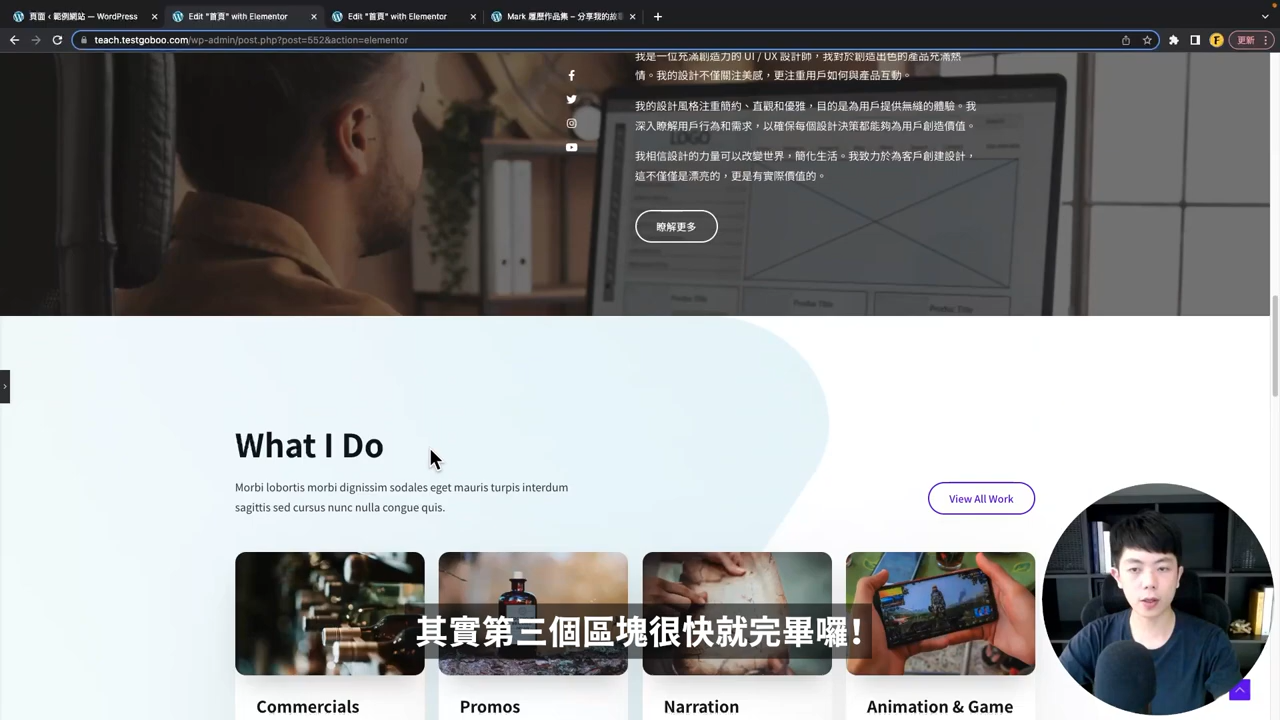 頁面 ‹ 範例網站 — WordPress
Edit "首頁" with Elementor
Edit "首頁" with Elementor
Mark 履歷作品集 – 分享我的故事
teach.testgoboo.com/wp-admin/post.php?post=552&action=elementor
更新
我是一位充滿創造力的 UI / UX 設計師，我對於創造出色的產品充滿熱
情。我的設計不僅關注美感，更注重用戶如何與產品互動。
我的設計風格注重簡約、直觀和優雅，目的是為用戶提供無縫的體驗。我
深入瞭解用戶行為和需求，以確保每個設計決策都能夠為用戶創造價值。
我相信設計的力量可以改變世界，簡化生活。我致力於為客戶創建設計，
這不僅僅是漂亮的，更是有實際價值的。
瞭解更多
What I Do
Morbi lobortis morbi dignissim sodales eget mauris turpis interdum
sagittis sed cursus nunc nulla congue quis.
View All Work
其實第三個區塊很快就完畢囉！
Commercials
Promos
Narration
Animation & Game